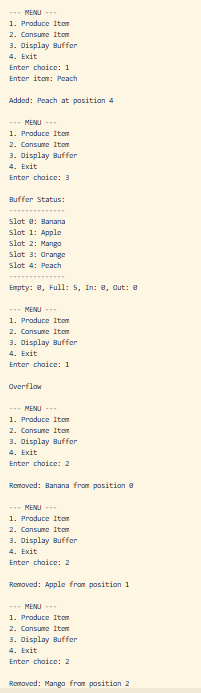 --- MENU ---
1. Produce Item
2. Consume Item
3. Display Buffer
4. Exit
Enter choice: 1
Enter item: Peach
Added: Peach at position 4
--- MENU ---
1. Produce Item
2. Consume Item
3. Display Buffer
4. Exit
Enter choice: 3
Buffer Status:
--------------
Slot 0: Banana
Slot 1: Apple
Slot 2: Mango
Slot 3: Orange
Slot 4: Peach
--------------
Empty: 0, Full: 5, In: 0, Out: 0
--- MENU ---
1. Produce Item
2. Consume Item
3. Display Buffer
4. Exit
Enter choice: 1
Overflow
--- MENU ---
1. Produce Item
2. Consume Item
3. Display Buffer
4. Exit
Enter choice: 2
Removed: Banana from position 0
--- MENU ---
1. Produce Item
2. Consume Item
3. Display Buffer
4. Exit
Enter choice: 2
Removed: Apple from position 1
--- MENU ---
1. Produce Item
2. Consume Item
3. Display Buffer
4. Exit
Enter choice: 2
Removed: Mango from position 2